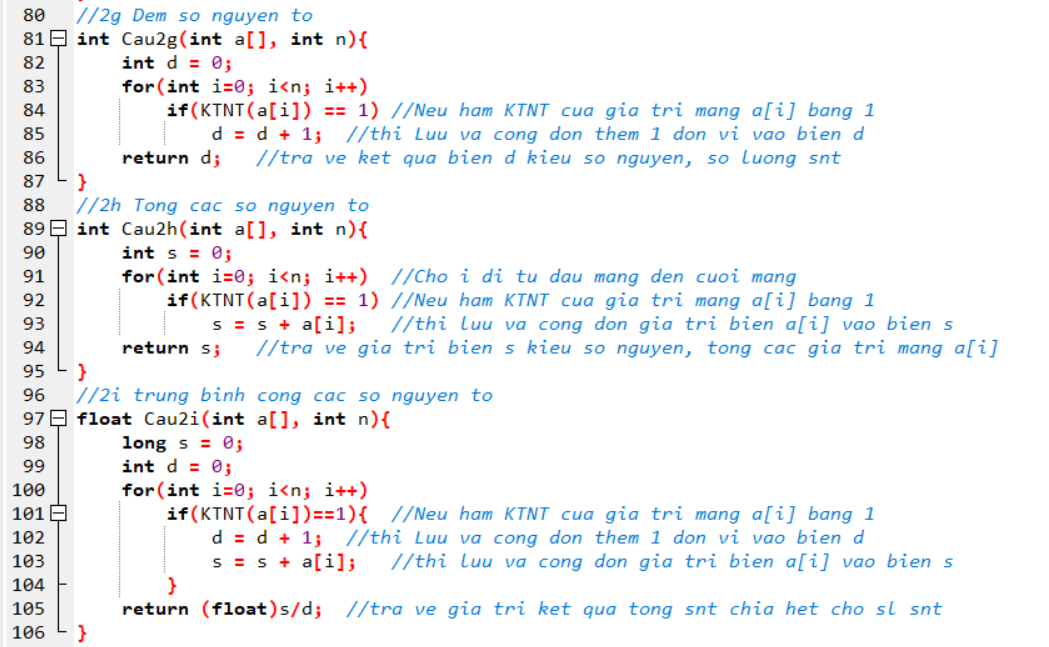 80 //2g Dem so nguyen to
81 int Cau2g(int a[], int n){
82 int d = 0;
83 for(int i=0; i<n; i++)
84 if(KTNT(a[i]) == 1) //Neu ham KTNT cua gia tri mang a[i] bang 1
85 d = d + 1; //thi Luu va cong don them 1 don vi vao bien d
86 return d; //tra ve ket qua bien d kieu so nguyen, so luong snt
87 }
88 //2h Tong cac so nguyen to
89 int Cau2h(int a[], int n){
90 int s = 0;
91 for(int i=0; i<n; i++) //Cho i di tu dau mang den cuoi mang
92 if(KTNT(a[i]) == 1) //Neu ham KTNT cua gia tri mang a[i] bang 1
93 s = s + a[i]; //thi luu va cong don gia tri bien a[i] vao bien s
94 return s; //tra ve gia tri bien s kieu so nguyen, tong cac gia tri mang a[i]
95 }
96 //2i trung binh cong cac so nguyen to
97 float Cau2i(int a[], int n){
98 long s = 0;
99 int d = 0;
100 for(int i=0; i<n; i++)
101 if(KTNT(a[i])==1){ //Neu ham KTNT cua gia tri mang a[i] bang 1
102 d = d + 1; //thi Luu va cong don them 1 don vi vao bien d
103 s = s + a[i]; //thi luu va cong don gia tri bien a[i] vao bien s
104 }
105 return (float)s/d; //tra ve gia tri ket qua tong snt chia het cho sl snt
106 }